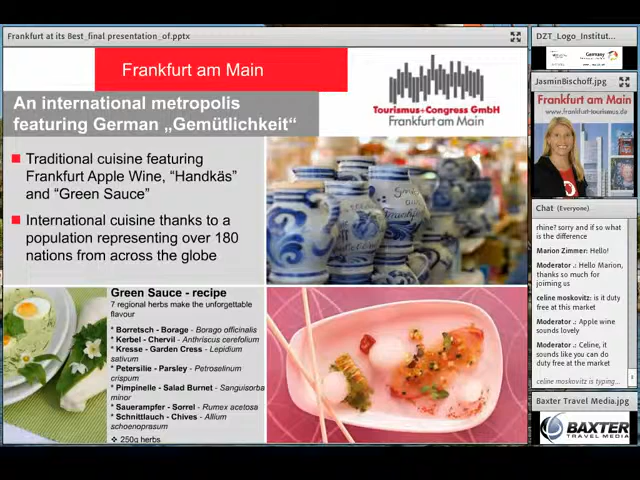 Frankfurt at its Best_final presentation_of.pptx
Frankfurt am Main
An international metropolis
featuring German „Gemütlichkeit“
Tourismus+Congress GmbH
Frankfurt am Main
Traditional cuisine featuring
Frankfurt Apple Wine, “Handkäs”
and “Green Sauce”
International cuisine thanks to a
population representing over 180
nations from across the globe
Green Sauce - recipe
7 regional herbs make the unforgettable
flavour
* Borretsch - Borage - Borago officinalis
* Kerbel - Chervil - Anthriscus cerefolium
* Kresse - Garden Cress - Lepidium
sativum
* Petersilie - Parsley - Petroselinum
crispum
* Pimpinelle - Salad Burnet - Sanguisorba
minor
* Sauerampfer - Sorrel - Rumex acetosa
* Schnittlauch - Chives - Allium
schoenoprasum
❖ 250g herbs
DZT_Logo_Institut...
Germany
JasminBischoff.jpg
Frankfurt am Main
www.frankfurt-tourismus.de
Chat (Everyone)
rhine? sorry and if so what
is the difference
Marion Zimmer: Hello!
Moderator .: Hello Marion,
thanks so much for
joiming us
celine moskovitz: is it duty
free at this market
Moderator .: Apple wine
sounds lovely
Moderator .: Celine, it
sounds like you can do
duty free at the market
celine moskovitz is typing...
Baxter Travel Media.jpg
BAXTER
TRAVEL MEDIA